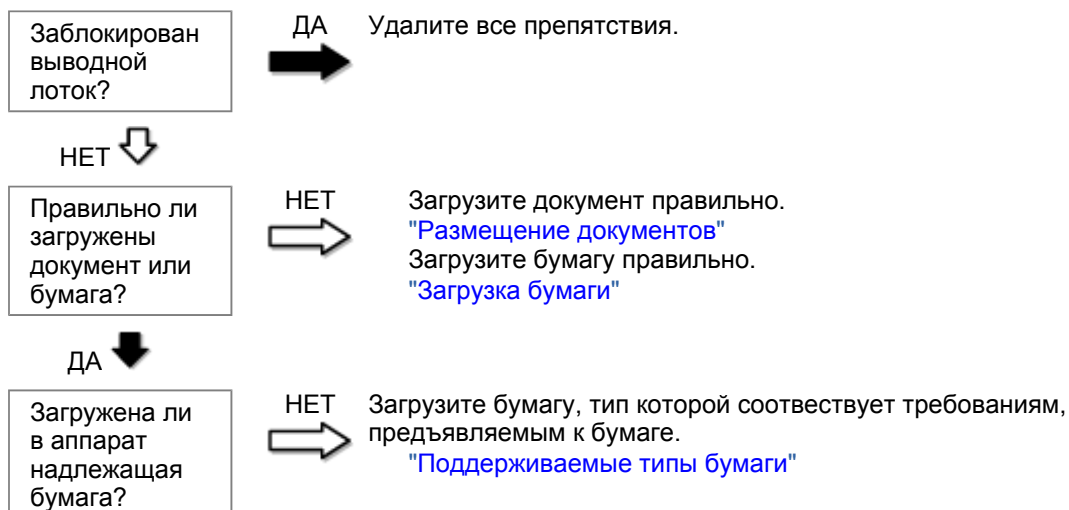 Заблокирован
выводной
лоток?
ДА
Удалите все препятствия.
НЕТ
Правильно ли
загружены
документ или
бумага?
НЕТ
Загрузите документ правильно.
"Размещение документов"
Загрузите бумагу правильно.
"Загрузка бумаги"
ДА
Загружена ли
в аппарат
надлежащая
бумага?
НЕТ
Загрузите бумагу, тип которой соотвествует требованиям,
предъявляемым к бумаге.
"Поддерживаемые типы бумаги"